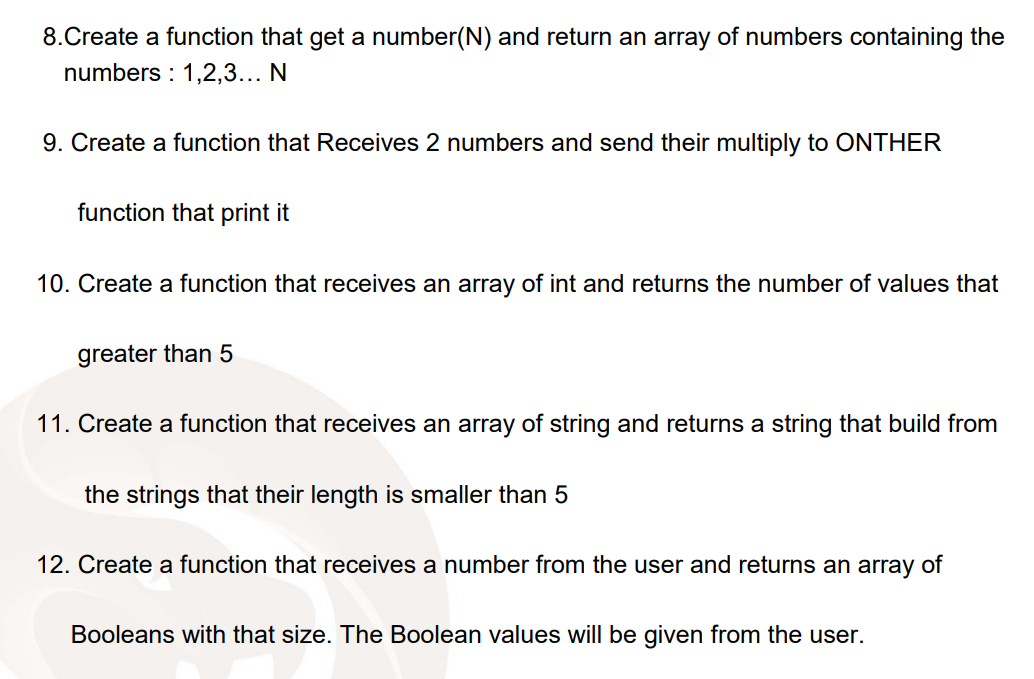 8.Create a function that get a number(N) and return an array of numbers containing the
numbers : 1,2,3... N
9. Create a function that Receives 2 numbers and send their multiply to ONTHER
function that print it
10. Create a function that receives an array of int and returns the number of values that
greater than 5
11. Create a function that receives an array of string and returns a string that build from
the strings that their length is smaller than 5
12. Create a function that receives a number from the user and returns an array of
Booleans with that size. The Boolean values will be given from the user.